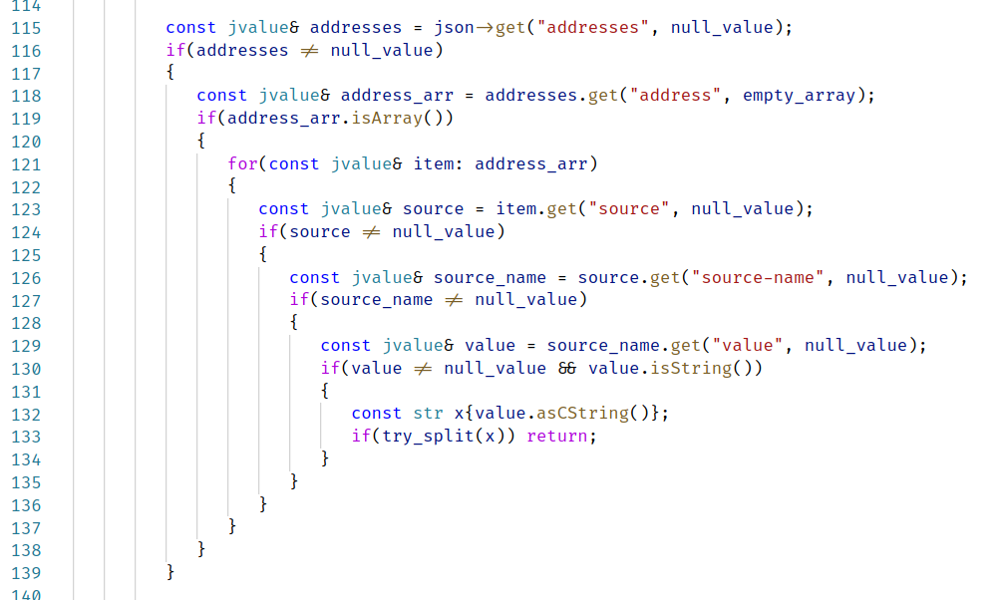 114
115 const jvalue& addresses = json->get("addresses", null_value);
116 if(addresses != null_value)
117 {
118 const jvalue& address_arr = addresses.get("address", empty_array);
119 if(address_arr.isArray())
120 {
121 for(const jvalue& item: address_arr)
122 {
123 const jvalue& source = item.get("source", null_value);
124 if(source != null_value)
125 {
126 const jvalue& source_name = source.get("source-name", null_value);
127 if(source_name != null_value)
128 {
129 const jvalue& value = source_name.get("value", null_value);
130 if(value != null_value && value.isString())
131 {
132 const str x{value.asCString()};
133 if(try_split(x)) return;
134 }
135 }
136 }
137 }
138 }
139 }
140